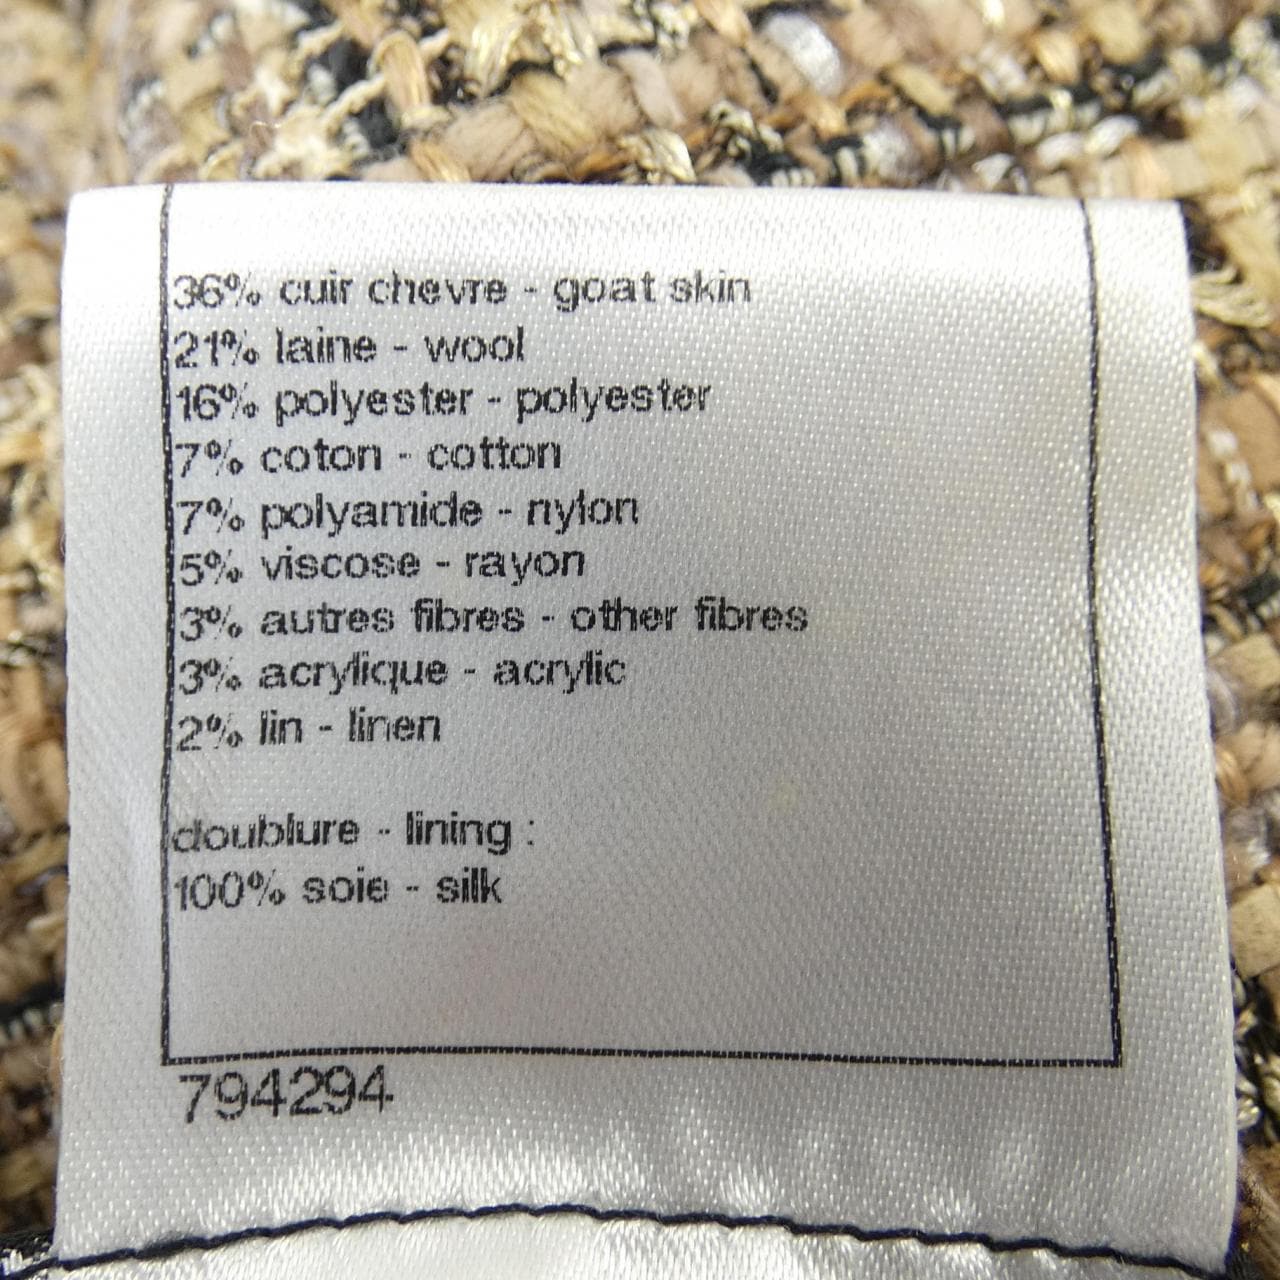 36% cuir chevre - goat skin
21% laine - wool
16% polyester - polyester
7% coton - cotton
7% polyamide - nylon
5% viscose - rayon
3% autres fibres - other fibres
3% acrylique - acrylic
2% lin - linen
doublure - lining :
100% soie - silk
794294